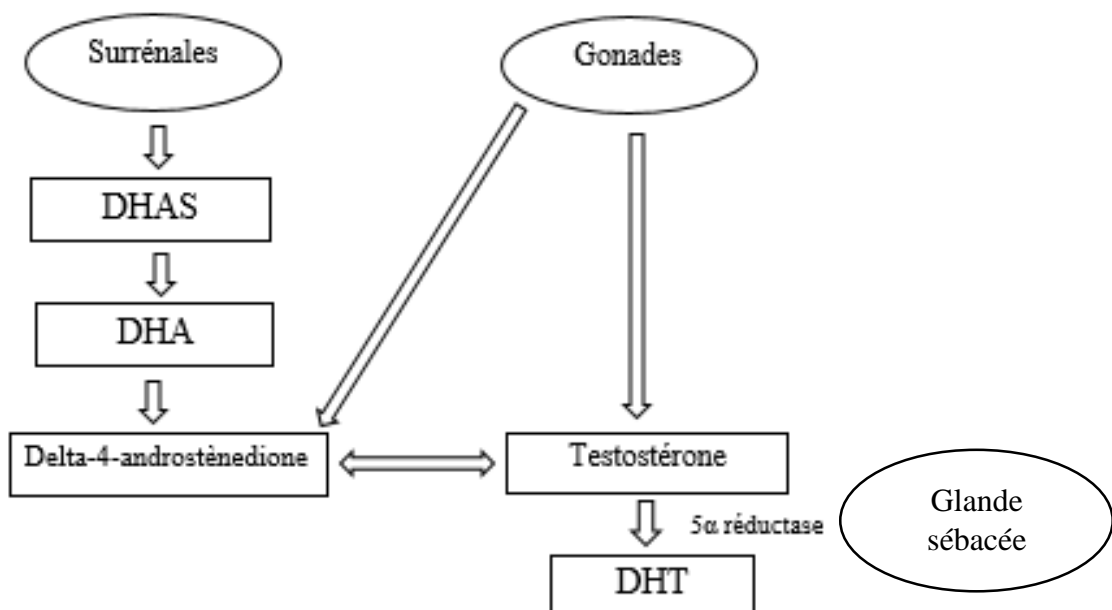 Surrénales
Gonades
DHAS
DHA
Delta-4-androstènedione
Testostérone
5α réductase
Glande
sébacée
DHT